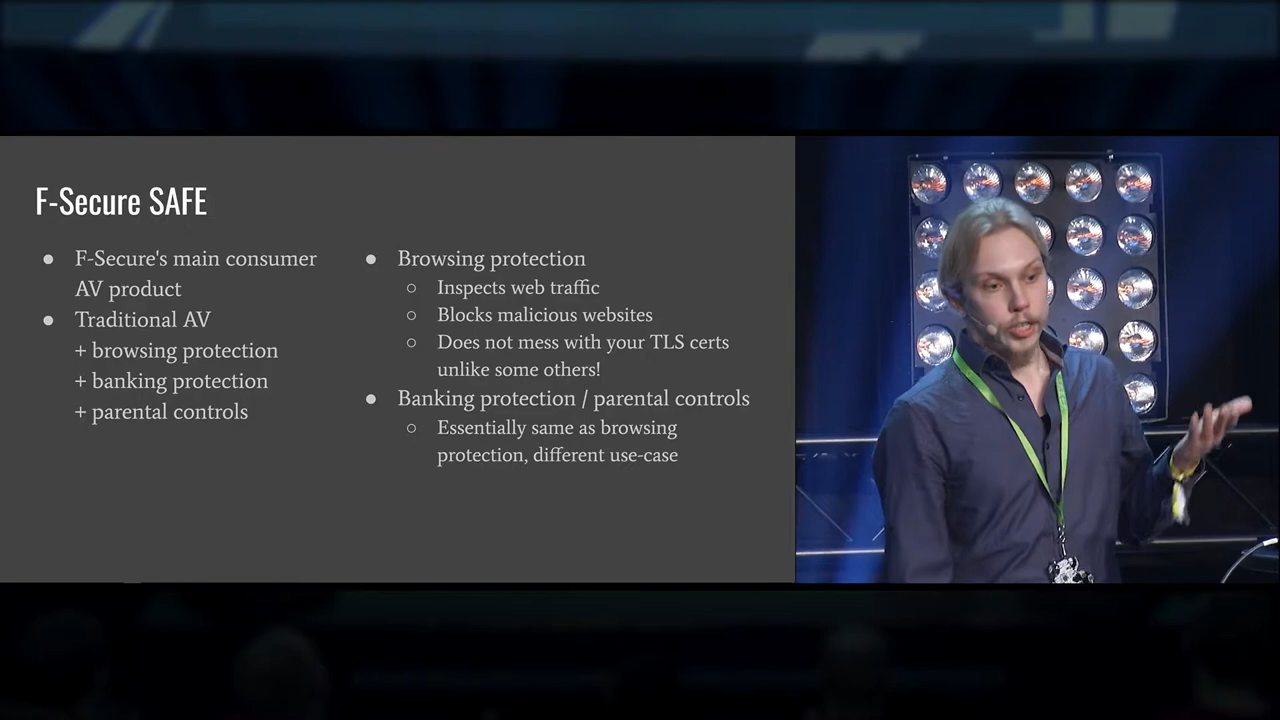 F-Secure SAFE
● F-Secure's main consumer
AV product
● Traditional AV
+ browsing protection
+ banking protection
+ parental controls
● Browsing protection
○ Inspects web traffic
○ Blocks malicious websites
○ Does not mess with your TLS certs
unlike some others!
● Banking protection / parental controls
○ Essentially same as browsing
protection, different use-case